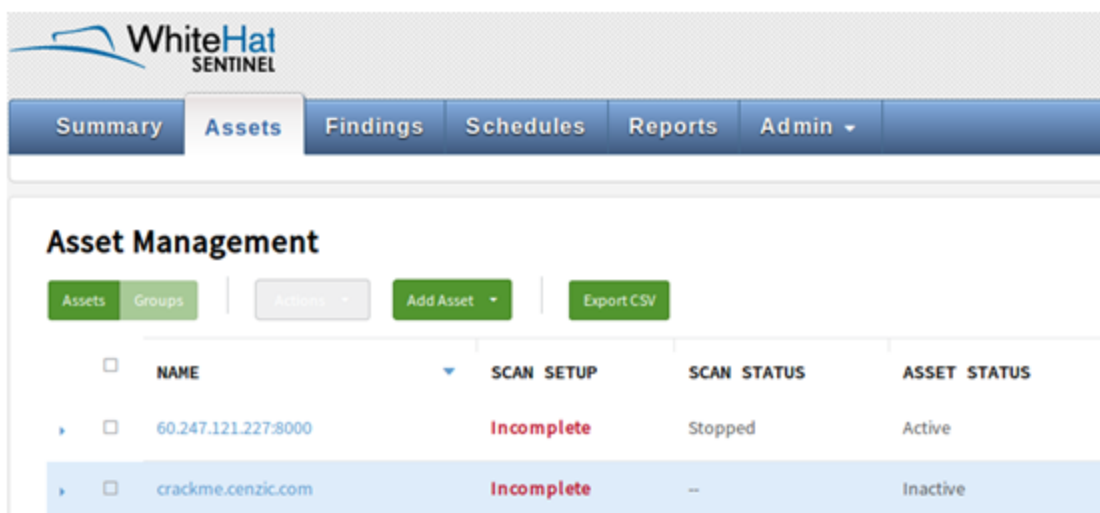 WhiteHat
SENTINEL
Summary Assets Findings Schedules Reports Admin
Asset Management
Assets Groups Actions Add Asset Export CSV
NAME SCAN SETUP SCAN STATUS ASSET STATUS
60.247.121.227:8000 Incomplete Stopped Active
crackme.cenzic.com Incomplete -- Inactive